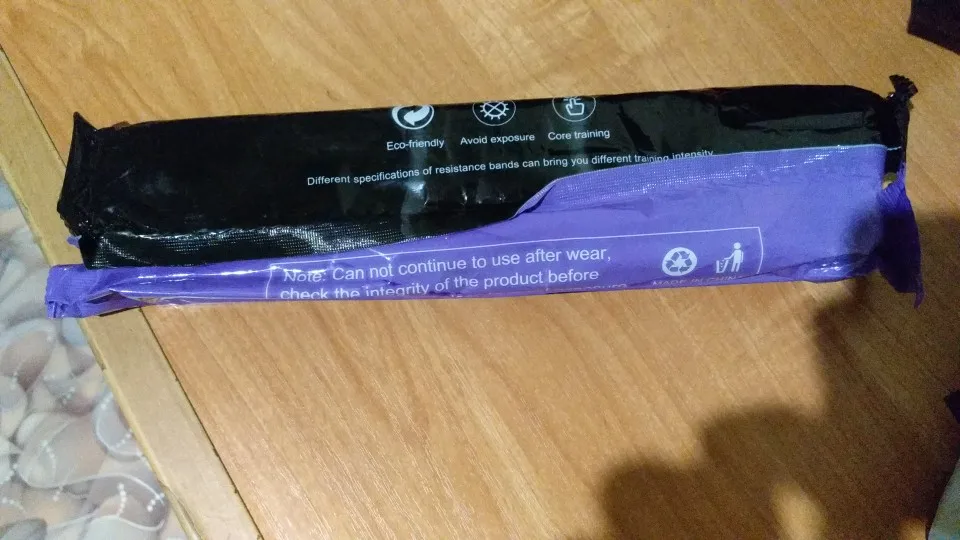 Eco-friendly
Avoid exposure
Core training
Different specifications of resistance bands can bring you different training intensity
Note: Can not continue to use after wear,
check the integrity of the product before